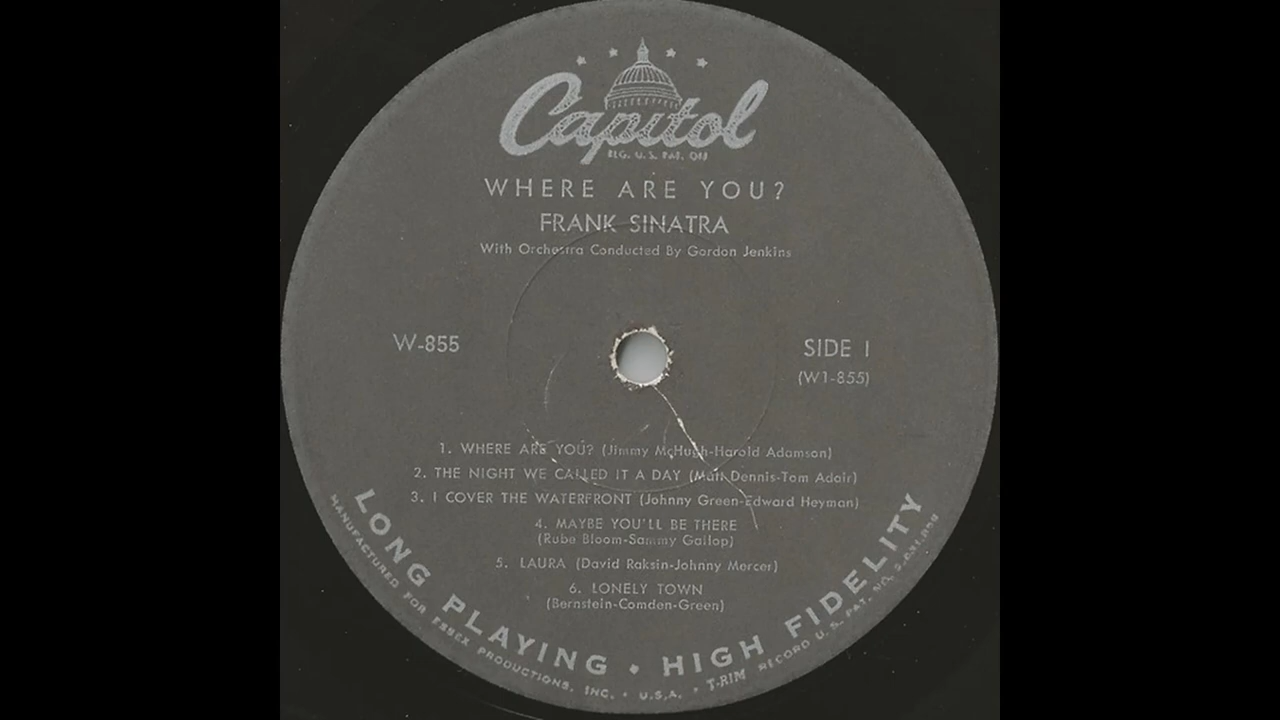 Capitol
REG. U.S. PAT. OFF.
WHERE ARE YOU?
FRANK SINATRA
With Orchestra Conducted By Gordon Jenkins
W-855
SIDE 1
(W1-855)
1. WHERE ARE YOU? (Jimmy McHugh-Harold Adamson)
2. THE NIGHT WE CALLED IT A DAY (Matt Dennis-Tom Adair)
3. I COVER THE WATERFRONT (Johnny Green-Edward Heyman)
4. MAYBE YOU'LL BE THERE
(Rube Bloom-Sammy Gallop)
5. LAURA (David Raksin-Johnny Mercer)
6. LONELY TOWN
(Bernstein-Comden-Green)
LONG PLAYING • HIGH FIDELITY
MANUFACTURED FOR ESSEX PRODUCTIONS, INC. • U.S.A. • T-RIM RECORD U.S. PAT. NO.